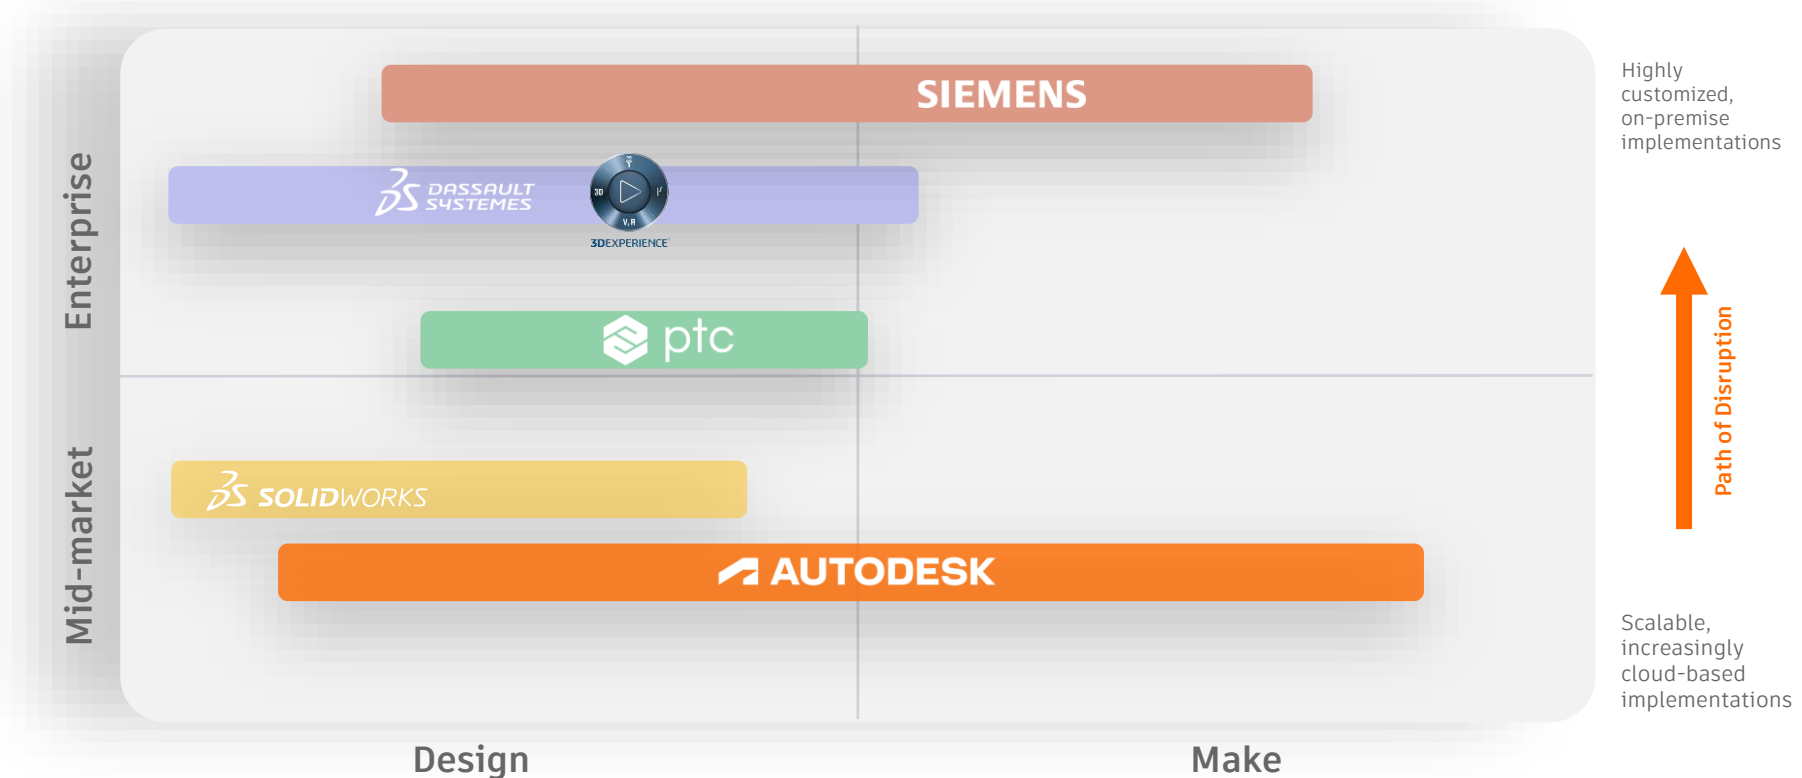 SIEMENS
Highly
customized,
on-premise
implementations
Enterprise
DASSAULT
SYSTEMES
3D
V,R
3DEXPERIENCE
ptc
Path of Disruption
Mid-market
SOLIDWORKS
AUTODESK
Scalable,
increasingly
cloud-based
implementations
Design
Make